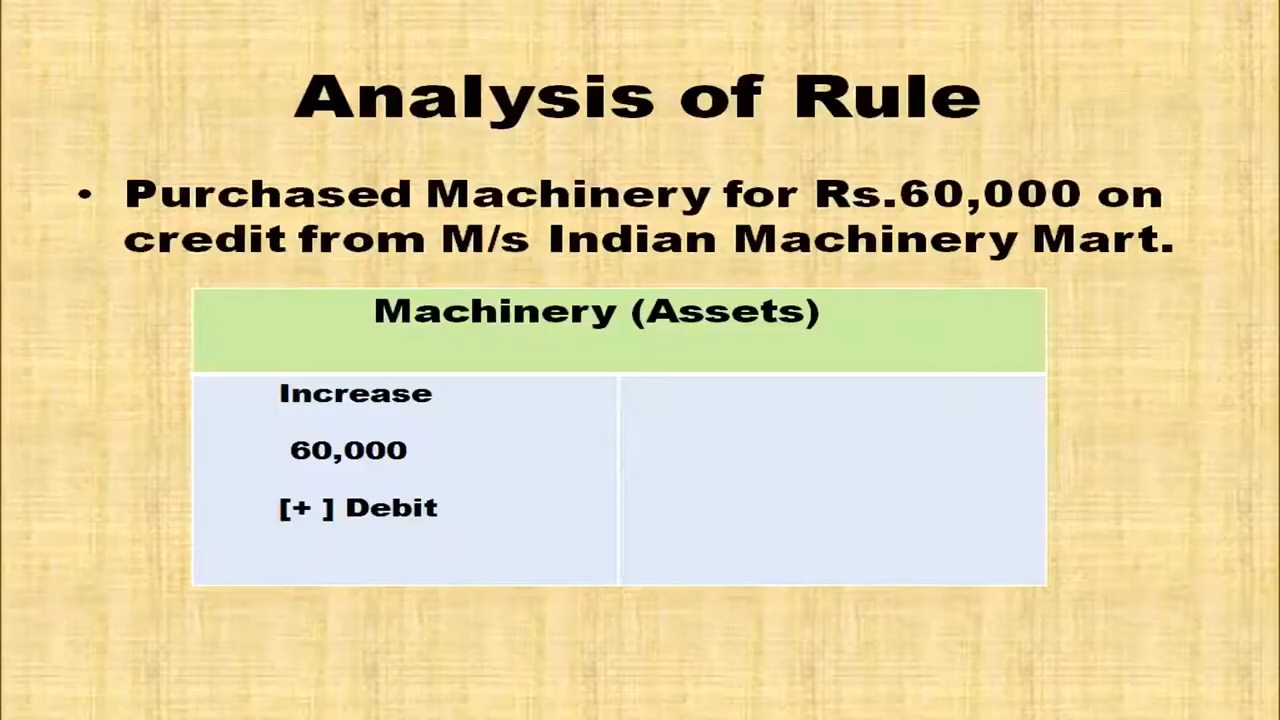 Analysis of Rule
• Purchased Machinery for Rs.60,000 on
credit from M/s Indian Machinery Mart.
Machinery (Assets)
Increase
60,000
[+ ] Debit